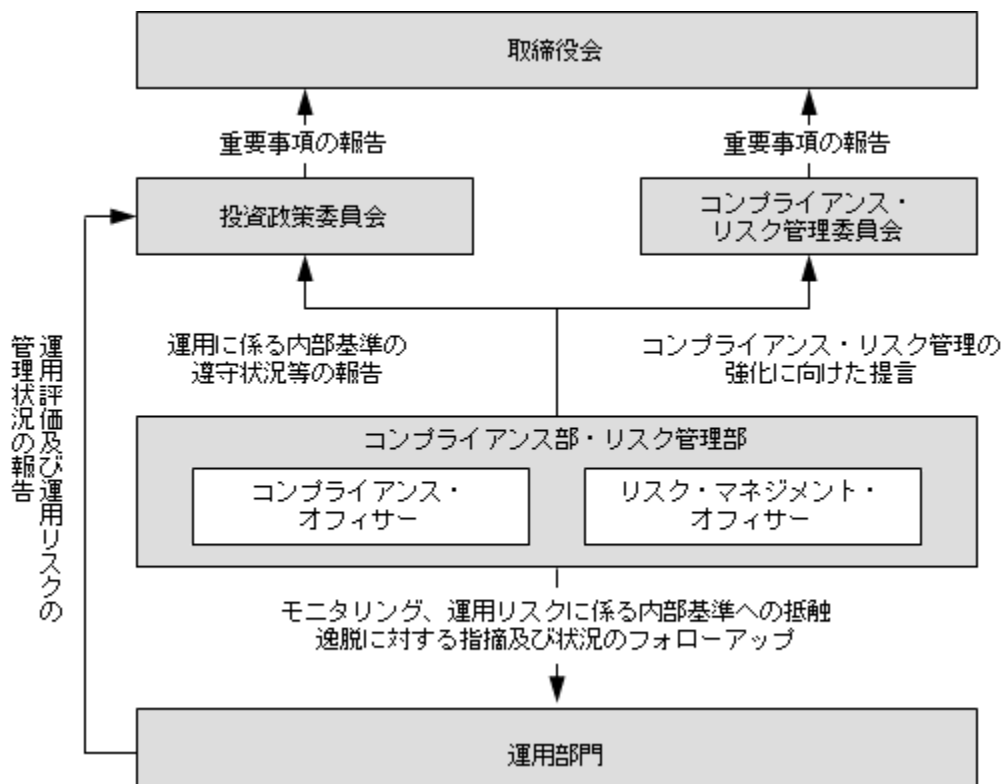 取締役会
重要事項の報告
重要事項の報告
投資政策委員会
コンプライアンス・
リスク管理委員会
運用に係る内部基準の
遵守状況等の報告
コンプライアンス・リスク管理の
強化に向けた提言
運用評価及び運用リスクの
管理状況の報告
コンプライアンス部・リスク管理部
コンプライアンス・
オフィサー
リスク・マネジメント・
オフィサー
モニタリング、運用リスクに係る内部基準への抵触
逸脱に対する指摘及び状況のフォローアップ
運用部門